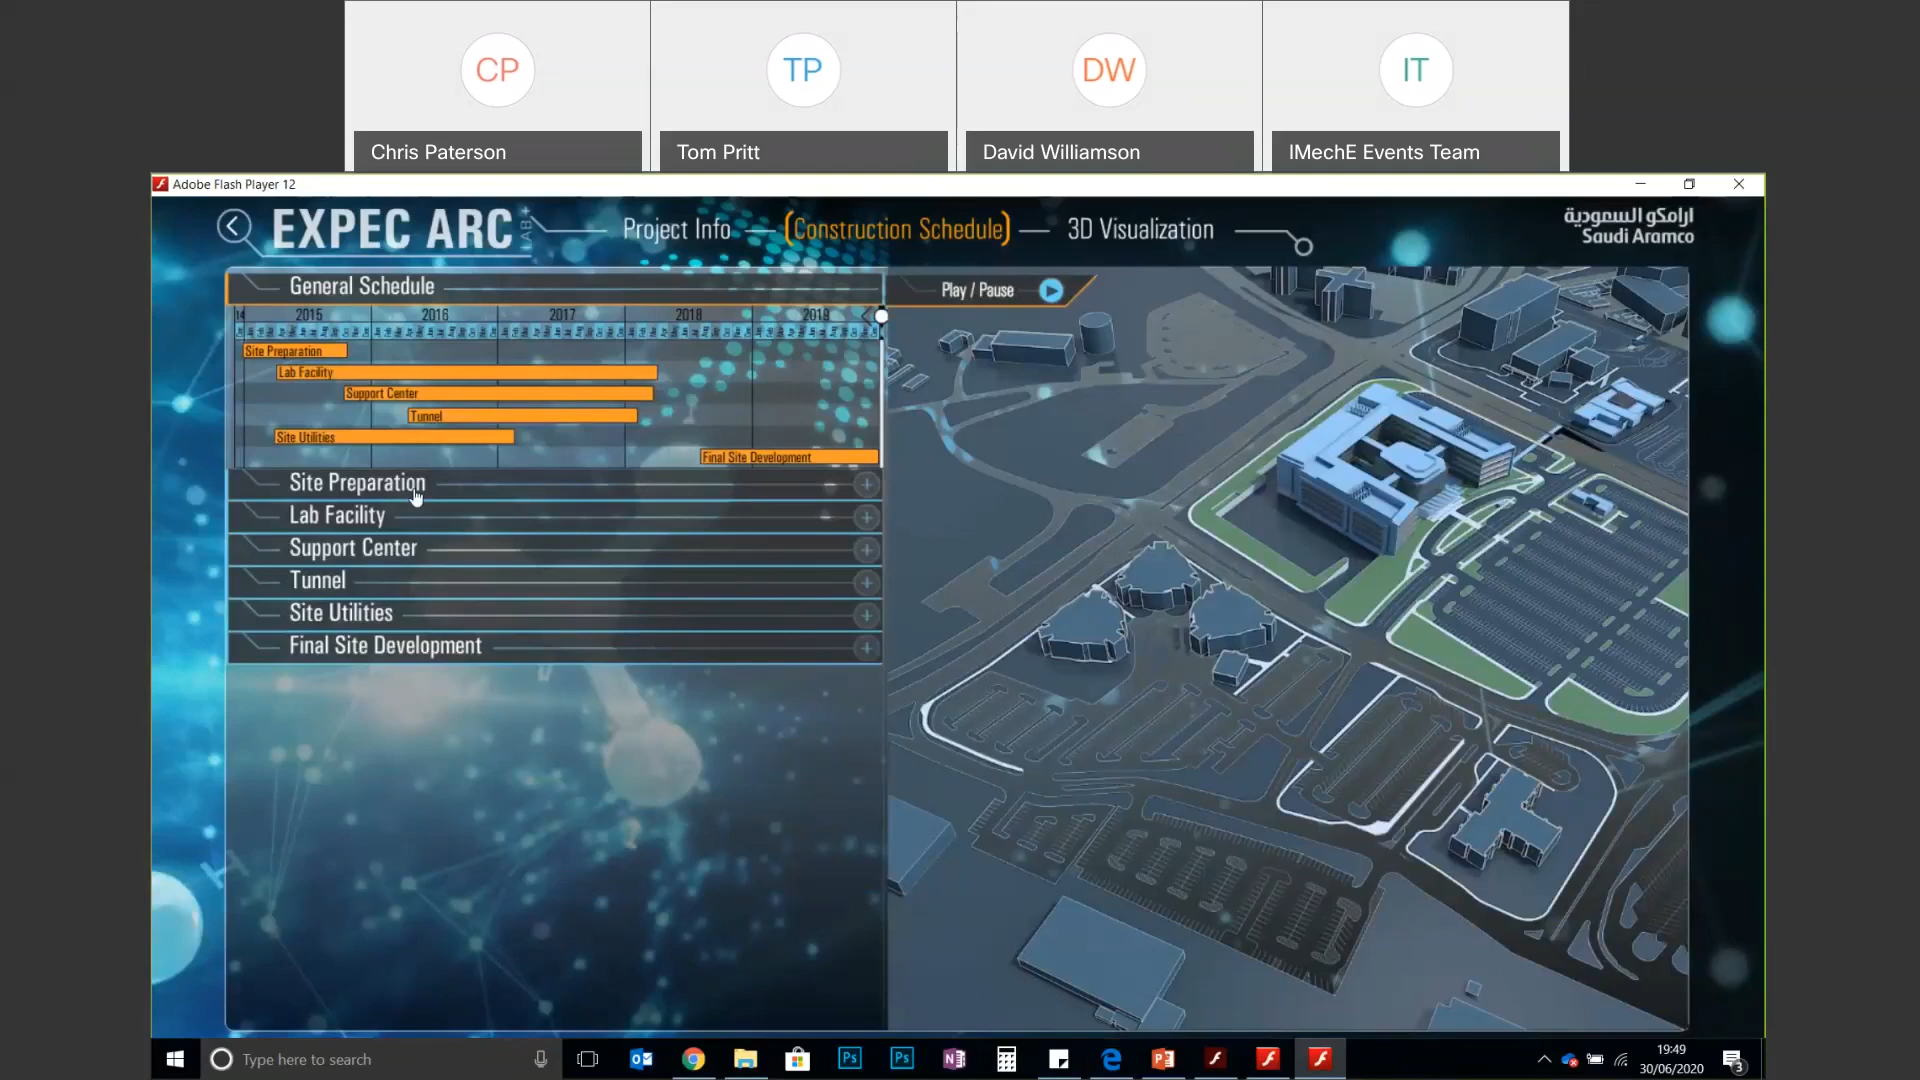 CP
TP
DW
IT
Chris Paterson
Tom Pritt
David Williamson
IMechE Events Team
Adobe Flash Player 12
EXPEC ARC
LAB+
Project Info
(Construction Schedule)
3D Visualization
ارامكو السعودية
Saudi Aramco
General Schedule
Play / Pause
14 2015 2016 2017 2018 2019
Site Preparation
Lab Facility
Support Center
Tunnel
Site Utilities
Final Site Development
Site Preparation
Lab Facility
Support Center
Tunnel
Site Utilities
Final Site Development
Type here to search
19:49
30/06/2020
3